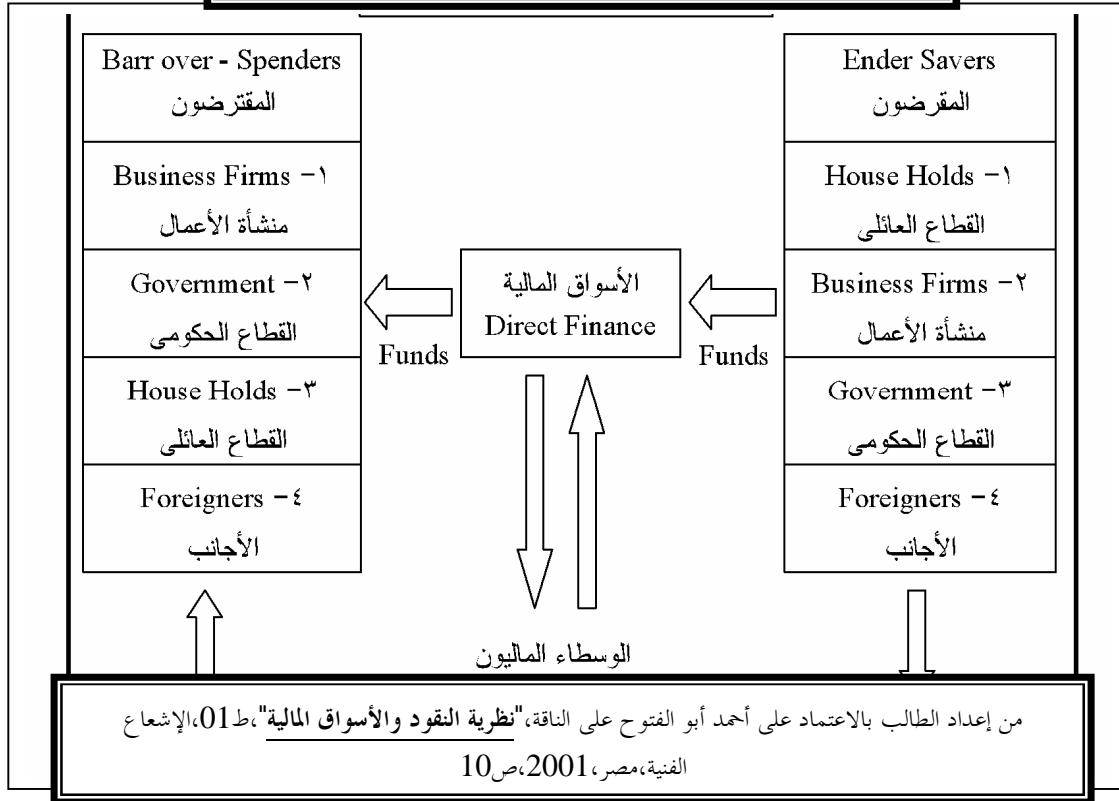 Barr over - Spenders
المقترضون
Business Firms -١
منشأة الأعمال
Government -٢
القطاع الحكومى
House Holds -٣
القطاع العائلى
Foreigners -٤
الأجانب
الأسواق المالية
Direct Finance
Funds
Funds
Ender Savers
المقرضون
House Holds -١
القطاع العائلى
Business Firms -٢
منشأة الأعمال
Government -٣
القطاع الحكومى
Foreigners -٤
الأجانب
الوسطاء الماليون
من إعداد الطالب بالاعتماد على أحمد أبو الفتوح على الناقة،"نظرية النقود والأسواق المالية"،ط01،الإشعاع
الفنية،مصر،2001،ص10